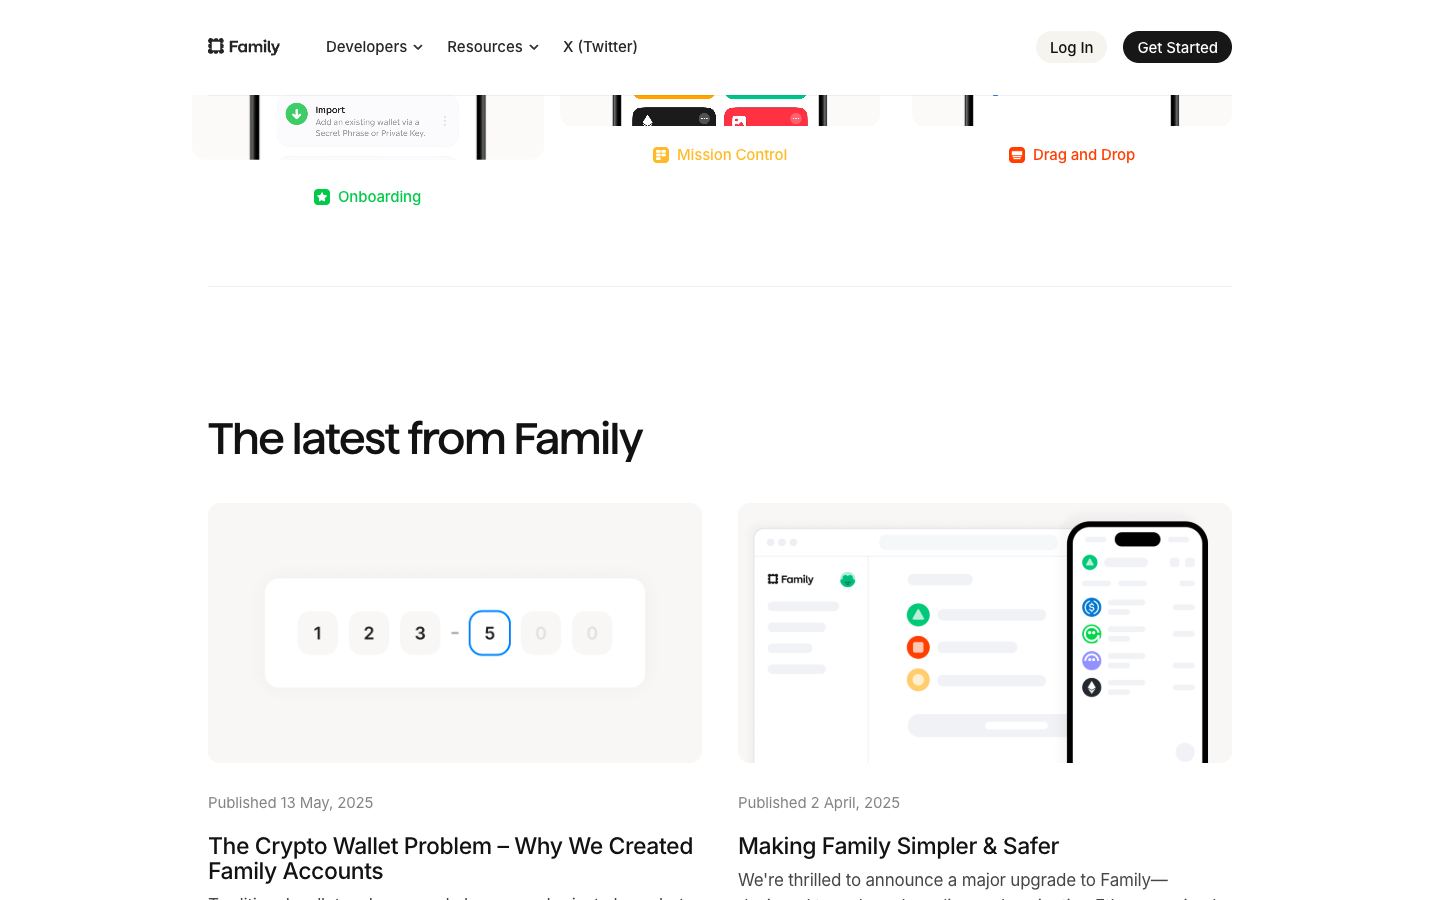 Family
Developers
Resources
X (Twitter)
Log In
Get Started
Import
Add an existing wallet via a
Secret Phrase or Private Key.
Onboarding
Mission Control
Drag and Drop
The latest from Family
1 2 3 – 5 0 0
Family
Published 13 May, 2025
The Crypto Wallet Problem – Why We Created
Family Accounts
Published 2 April, 2025
Making Family Simpler & Safer
We're thrilled to announce a major upgrade to Family—